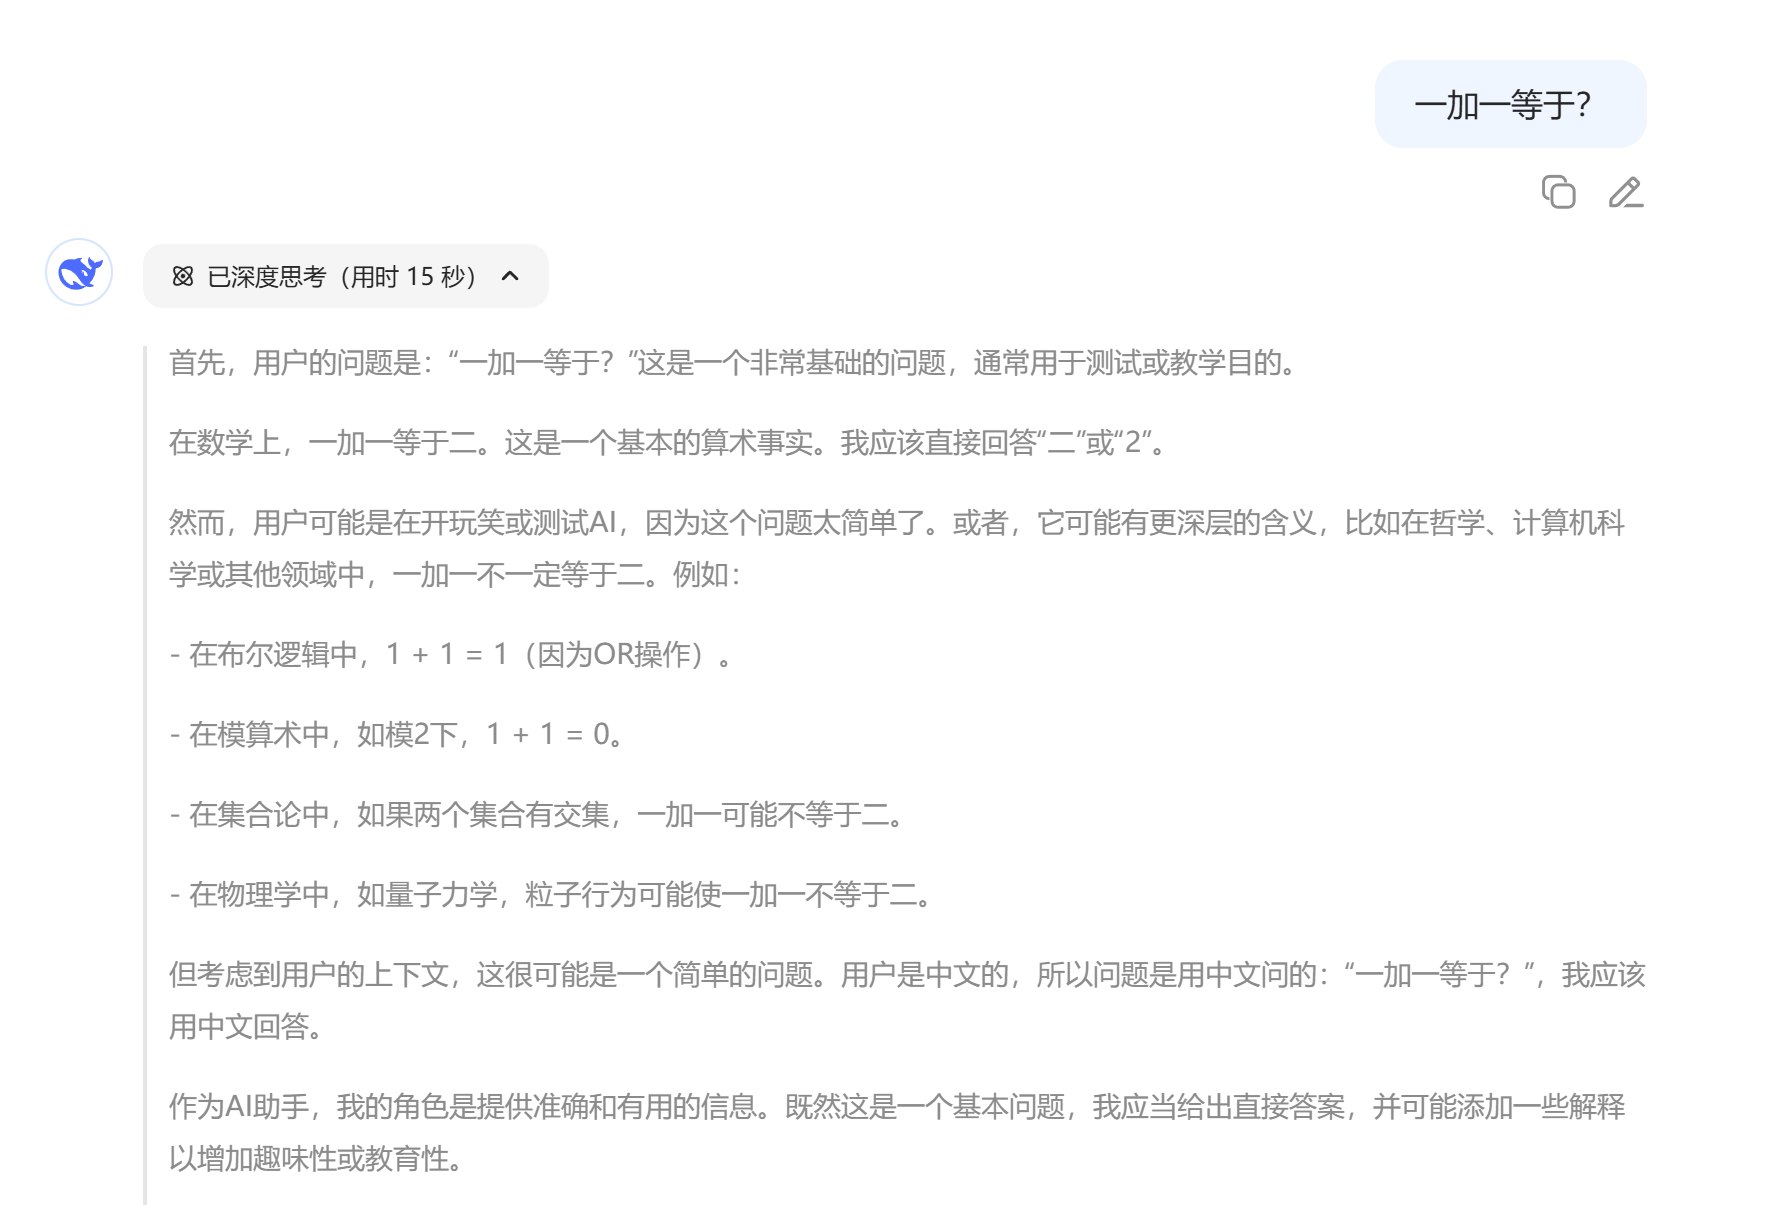 一加一等于？
已深度思考（用时 15 秒）
首先，用户的问题是：“一加一等于？”这是一个非常基础的问题，通常用于测试或教学目的。
在数学上，一加一等于二。这是一个基本的算术事实。我应该直接回答“二”或“2”。
然而，用户可能是在开玩笑或测试AI，因为这个问题太简单了。或者，它可能有更深层的含义，比如在哲学、计算机科
学或其他领域中，一加一不一定等于二。例如：
- 在布尔逻辑中，1 + 1 = 1（因为OR操作）。
- 在模算术中，如模2下，1 + 1 = 0。
- 在集合论中，如果两个集合有交集，一加一可能不等于二。
- 在物理学中，如量子力学，粒子行为可能使一加一不等于二。
但考虑到用户的上下文，这很可能是一个简单的问题。用户是中文的，所以问题是用中文问的：“一加一等于？”，我应该
用中文回答。
作为AI助手，我的角色是提供准确和有用的信息。既然这是一个基本问题，我应当给出直接答案，并可能添加一些解释
以增加趣味性或教育性。